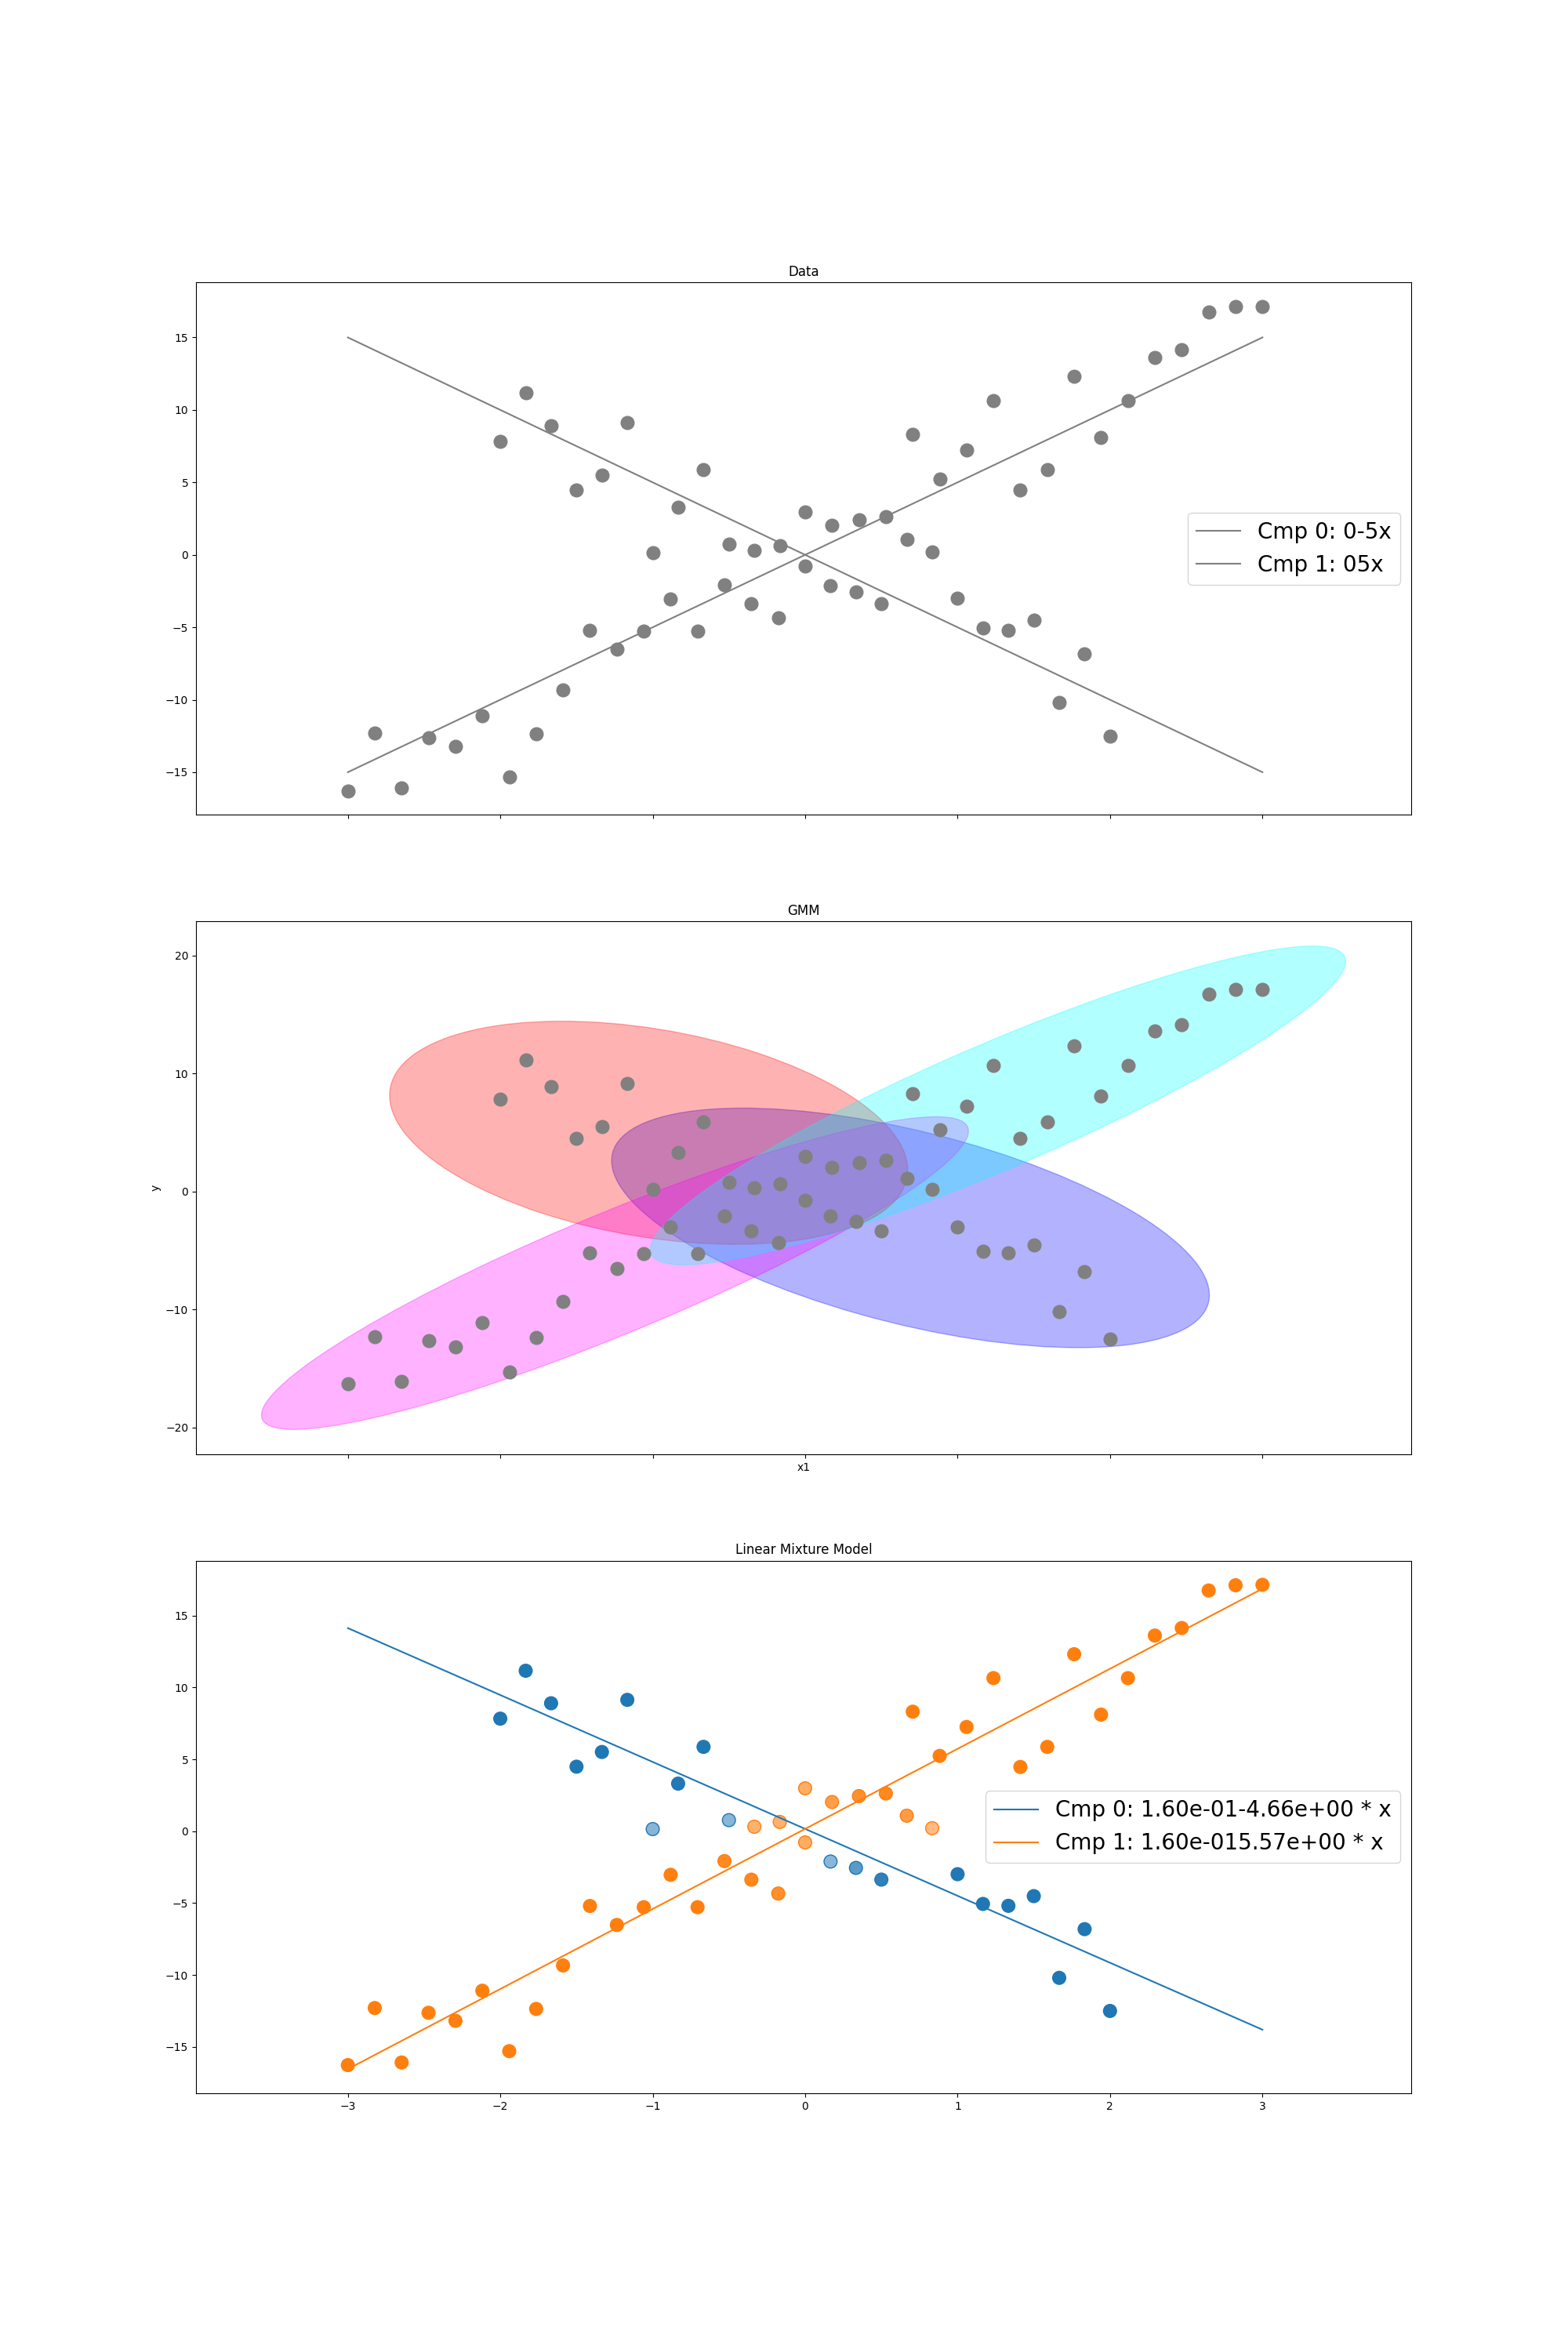 Data
15
10
5
0
−5
−10
−15
Cmp 0: 0-5x
Cmp 1: 05x
GMM
20
10
0
−10
−20
y
x1
Linear Mixture Model
15
10
5
0
−5
−10
−15
Cmp 0: 1.60e-01-4.66e+00 * x
Cmp 1: 1.60e-015.57e+00 * x
−3 −2 −1 0 1 2 3